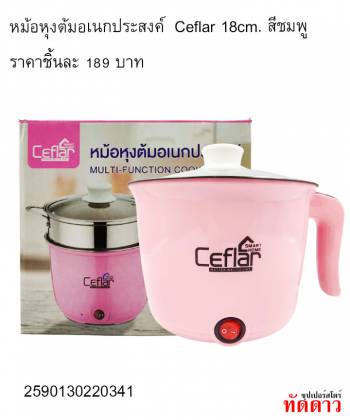 หม้อหุงต้มอเนกประสงค์ Ceflar 18cm. สีชมพู
ราคาชิ้นละ 189 บาท
Ceflar
หม้อหุงต้มอเนกปร
MULTI-FUNCTION COO
Ceflar
SMART HOME
2590130220341
ซุปเปอร์สโตร์
ทัดดาว